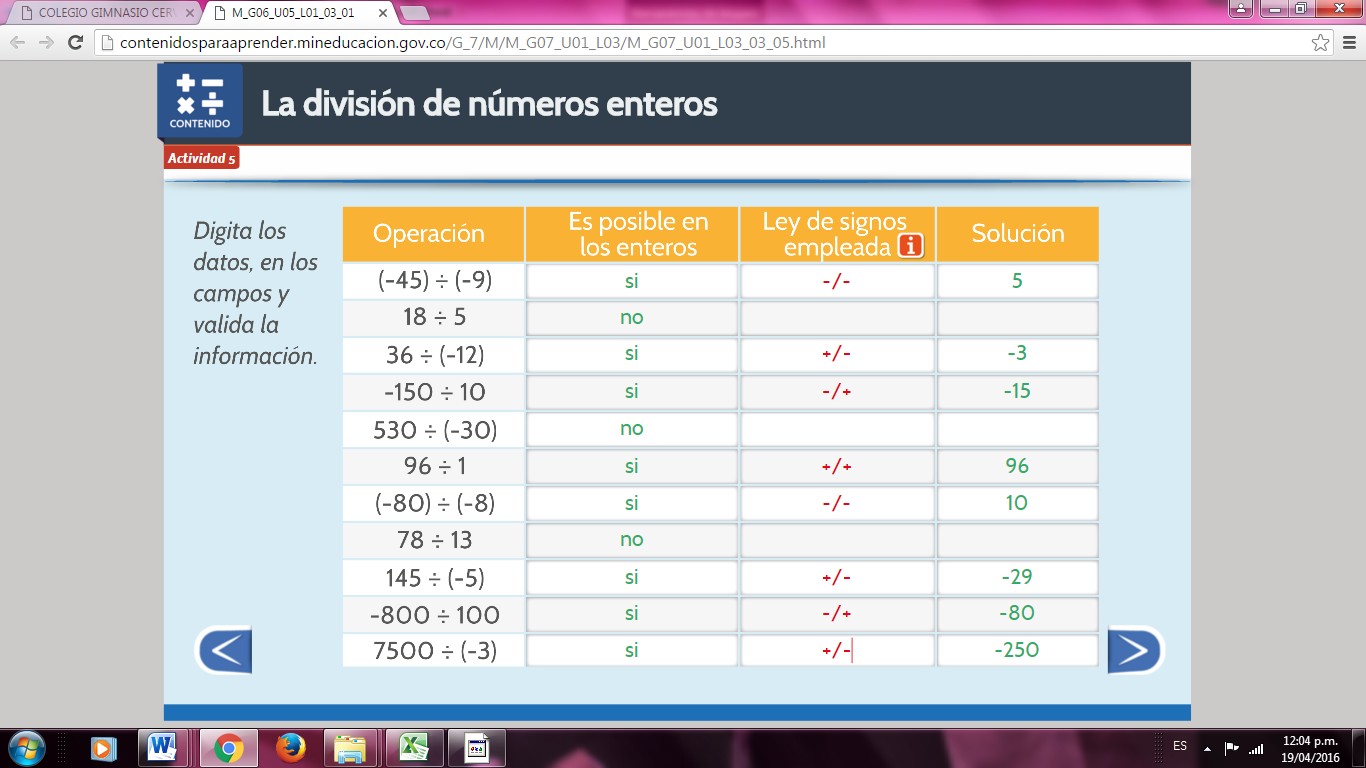 COLEGIO GIMNASIO CER
M_G06_U05_L01_03_01
contenidosparaaprender.mineducacion.gov.co/G_7/M/M_G07_U01_L03/M_G07_U01_L03_03_05.html
CONTENIDO
La división de números enteros
Actividad 5
Digita los
datos, en los
campos y
valida la
información.
Operación
Es posible en
los enteros
Ley de signos
empleada i
Solución
(-45) ÷ (-9) si -/- 5
18 ÷ 5 no
36 ÷ (-12) si +/- -3
-150 ÷ 10 si -/+ -15
530 ÷ (-30) no
96 ÷ 1 si +/+ 96
(-80) ÷ (-8) si -/- 10
78 ÷ 13 no
145 ÷ (-5) si +/- -29
-800 ÷ 100 si -/+ -80
7500 ÷ (-3) si +/- -250
ES
12:04 p.m.
19/04/2016